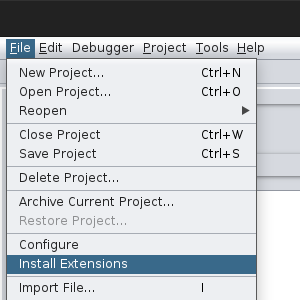 File Edit Debugger Project Tools Help
New Project... Ctrl+N
Open Project... Ctrl+O
Reopen
Close Project Ctrl+W
Save Project Ctrl+S
Delete Project...
Archive Current Project...
Restore Project...
Configure
Install Extensions
Import File... I